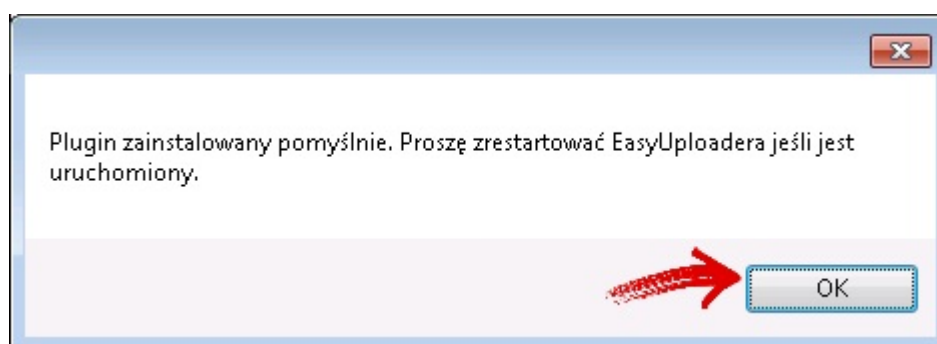 Plugin zainstalowany pomyślnie. Proszę zrestartować EasyUploadera jeśli jest
uruchomiony.
OK